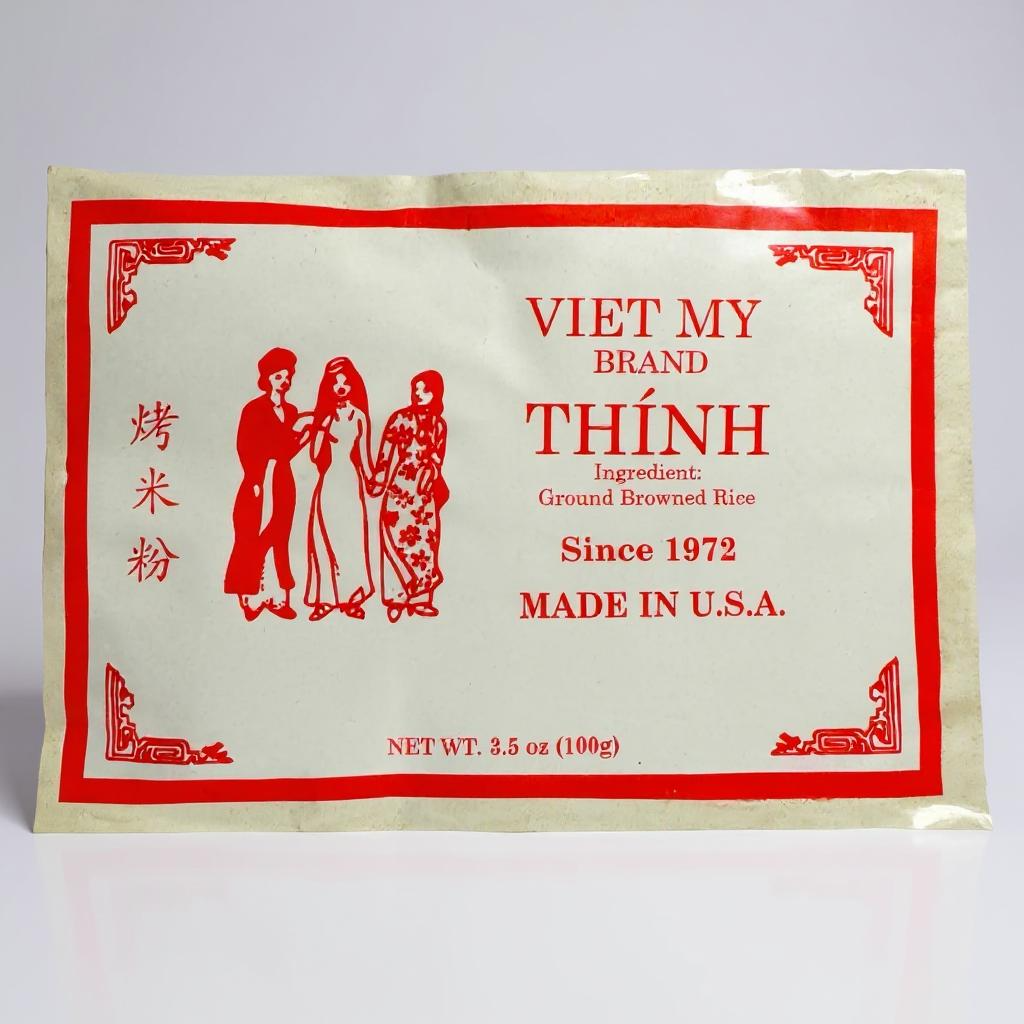 烤米粉
VIET MY
BRAND
THÍNH
Ingredient:
Ground Browned Rice
Since 1972
MADE IN U.S.A.
NET WT. 3.5 oz (100g)